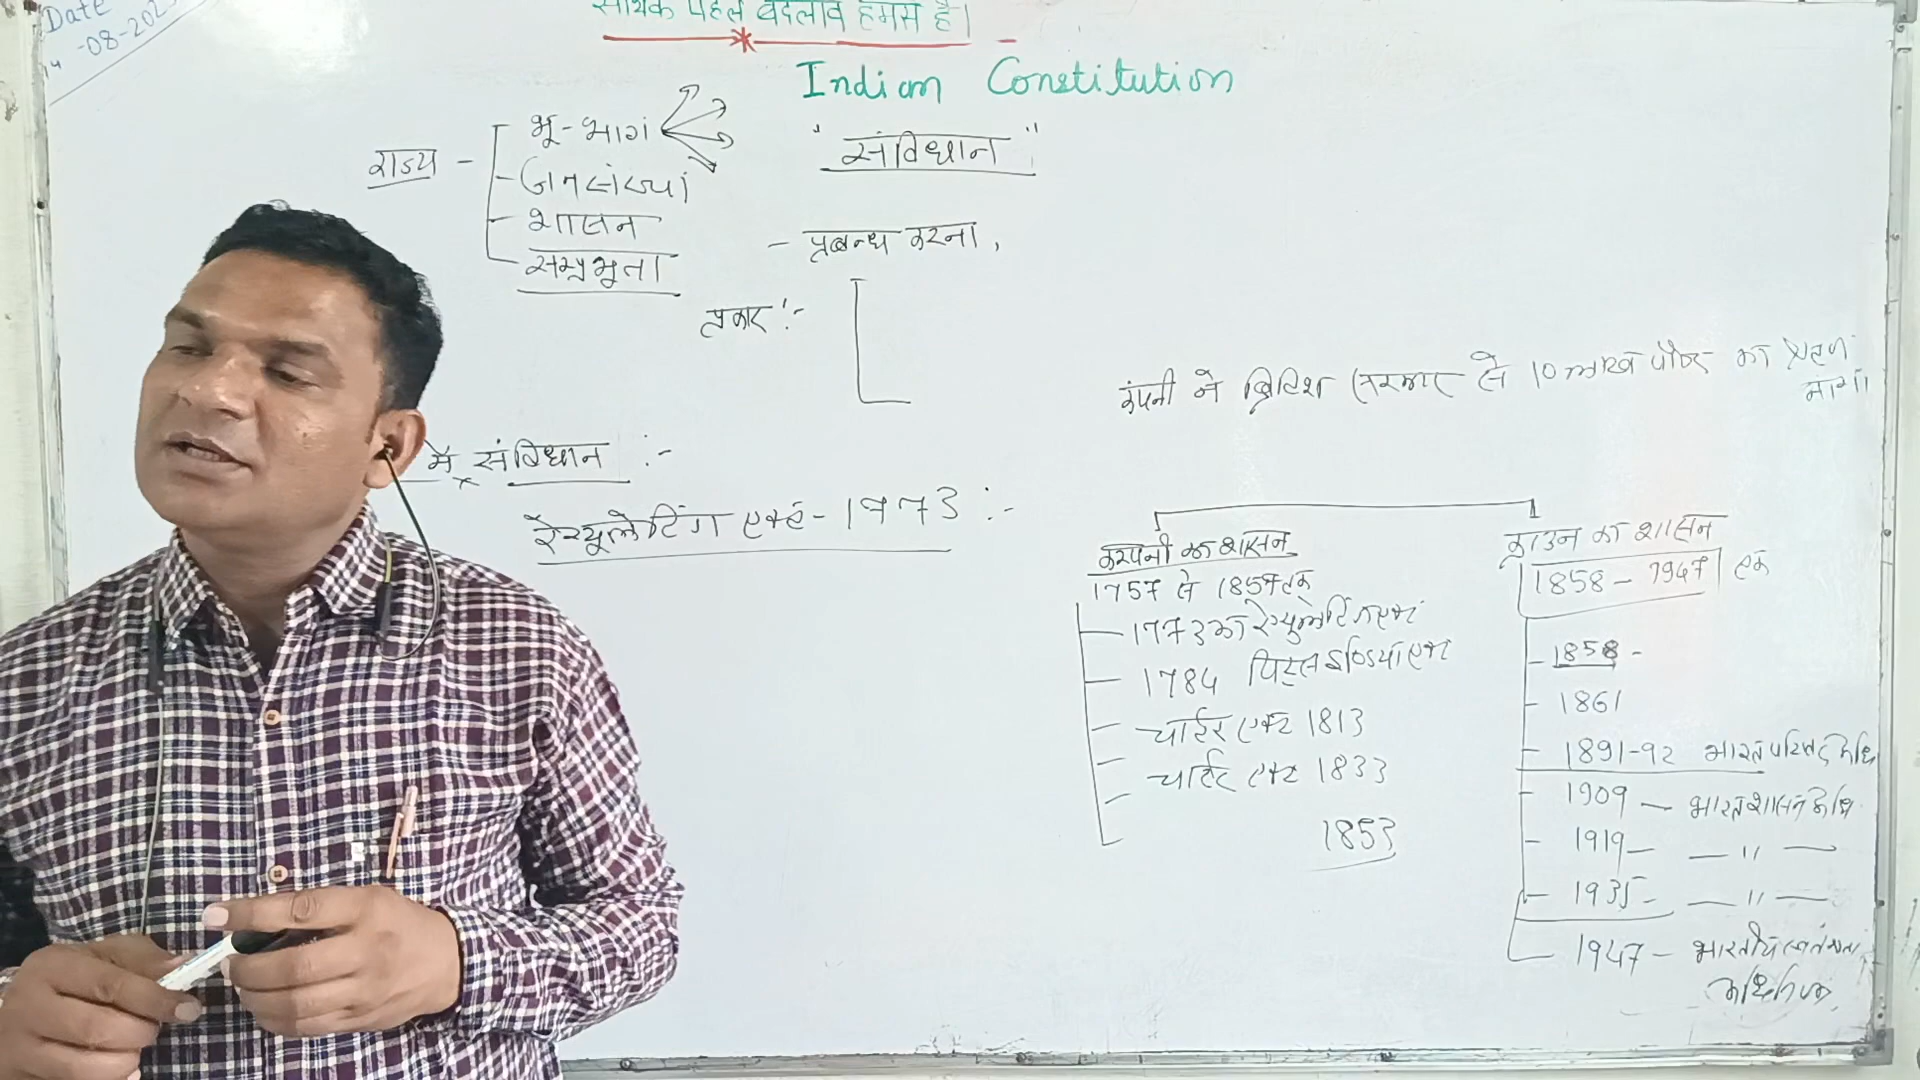 Date
-08-202
सार्थक पहल बदलाव हमसे है।
Indian Constitution
राज्य -
भू-भाग
जनसंख्या
शासन
सम्प्रभुता
"संविधान"
- प्रबन्ध करना,
प्रकार :-
में संविधान :-
रेग्यूलेटिंग एक्ट - 1773 :-
कंपनी ने ब्रिटिश सरकार से 10 लाख पौण्ड का ऋण
मांगा
कम्पनी का शासन
1757 से 1857 तक
- 1773 का रेग्युलेटिंग एक्ट
1784 पिट्स इण्डिया एक्ट
चार्टर एक्ट 1813
चार्टर एक्ट 1833
1853
क्राउन का शासन
1858 - 1947 तक
- 1858 -
- 1861
- 1891-92 भारत परिषद अधि
- 1909 - भारत शासन अधि
- 1919 - — " —
- 1935 - — " —
1947 - भारतीय स्वतंत्रता
अधिनियम